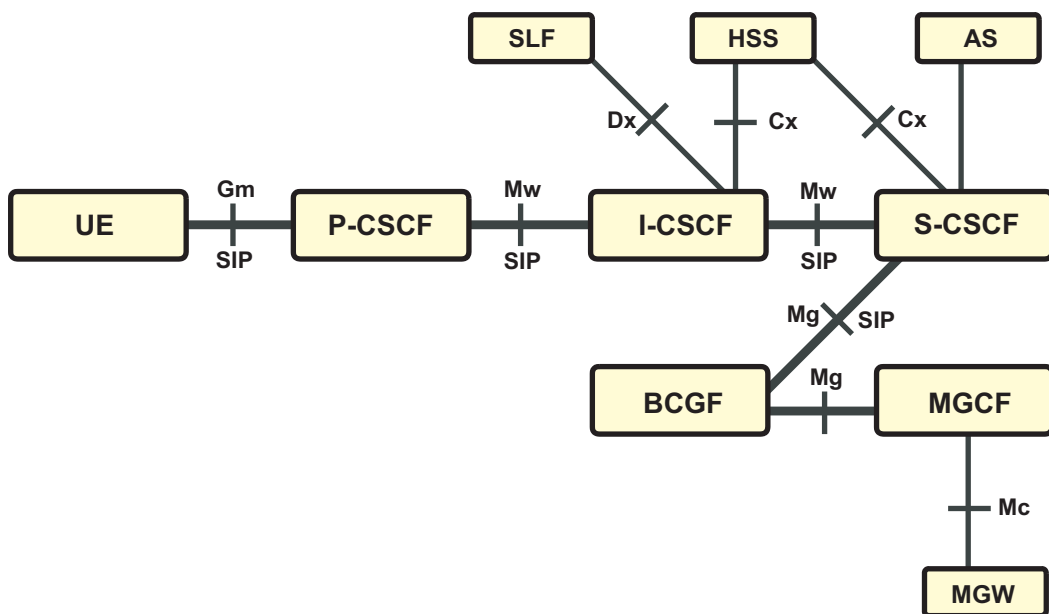 SLF
HSS
AS
Dx
Cx
Cx
Gm
Mw
Mw
UE
P-CSCF
I-CSCF
S-CSCF
SIP
SIP
SIP
Mg
SIP
BCGF
Mg
MGCF
Mc
MGW